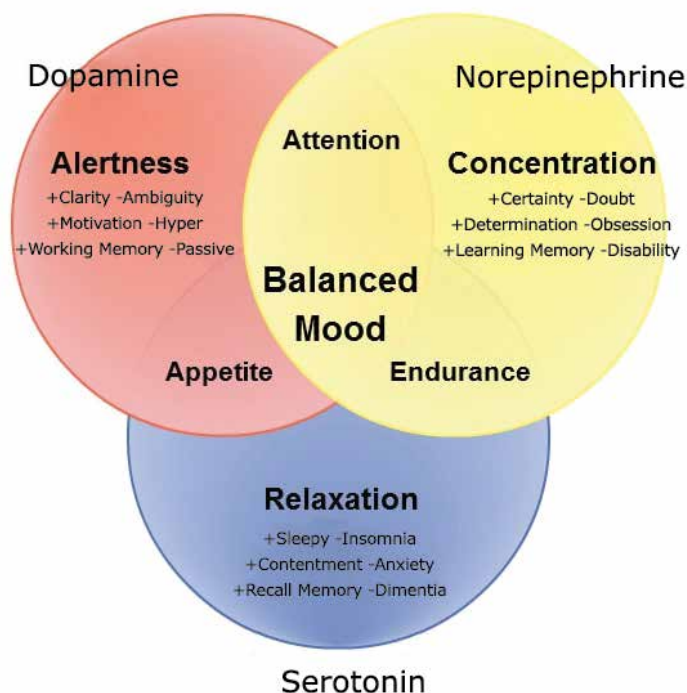 Dopamine
Norepinephrine
Attention
Alertness
+Clarity -Ambiguity
+Motivation -Hyper
+Working Memory -Passive
Concentration
+Certainty -Doubt
+Determination -Obsession
+Learning Memory -Disability
Balanced
Mood
Appetite
Endurance
Relaxation
+Sleepy -Insomnia
+Contentment -Anxiety
+Recall Memory -Dimentia
Serotonin